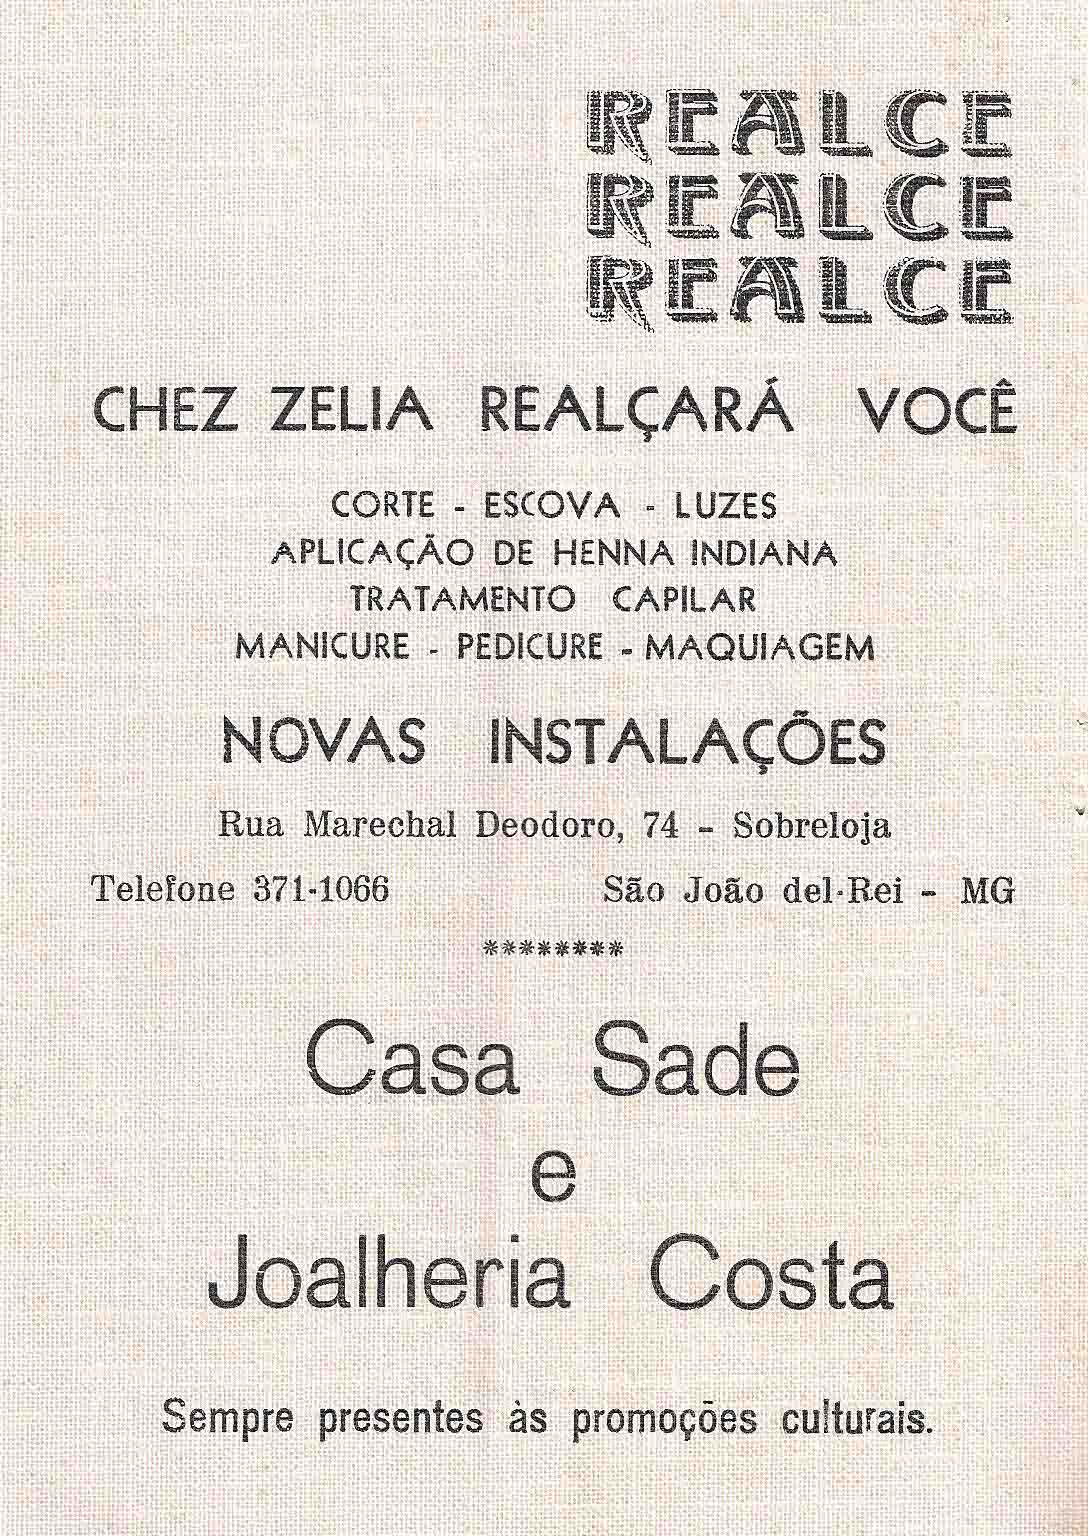 REALCE
REALCE
REALCE
CHEZ ZELIA REALÇARÁ VOCÊ
CORTE - ESCOVA - LUZES
APLICAÇÃO DE HENNA INDIANA
TRATAMENTO CAPILAR
MANICURE - PEDICURE - MAQUIAGEM
NOVAS INSTALAÇÕES
Rua Marechal Deodoro, 74 - Sobreloja
Telefone 371-1066 São João del-Rei - MG
********
Casa Sade
e
Joalheria Costa
Sempre presentes às promoções culturais.